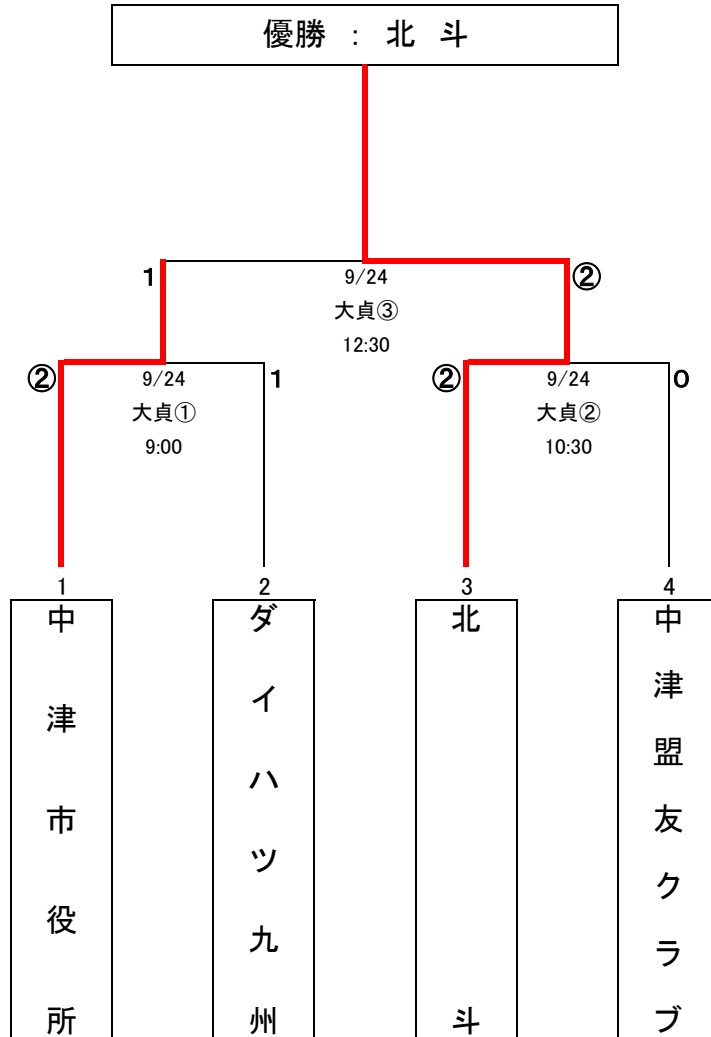 優勝 : 北 斗
1
②
9/24
大貞③
12:30
②
1
②
0
9/24
大貞①
9:00
9/24
大貞②
10:30
1
2
3
4
中津市役所
ダイハツ九州
北斗
中津盟友クラブ